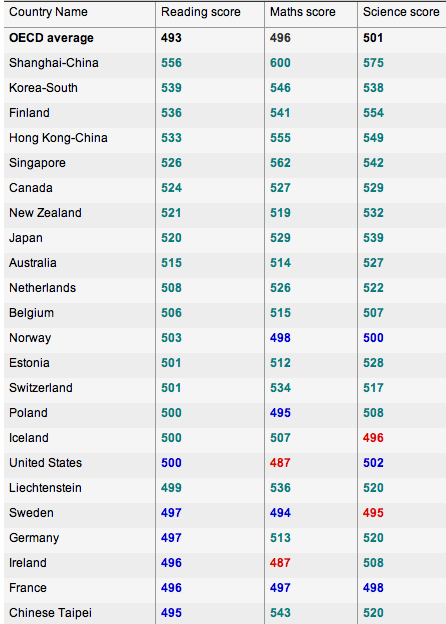 Country Name Reading score Maths score Science score
OECD average 493 496 501
Shanghai-China 556 600 575
Korea-South 539 546 538
Finland 536 541 554
Hong Kong-China 533 555 549
Singapore 526 562 542
Canada 524 527 529
New Zealand 521 519 532
Japan 520 529 539
Australia 515 514 527
Netherlands 508 526 522
Belgium 506 515 507
Norway 503 498 500
Estonia 501 512 528
Switzerland 501 534 517
Poland 500 495 508
Iceland 500 507 496
United States 500 487 502
Liechtenstein 499 536 520
Sweden 497 494 495
Germany 497 513 520
Ireland 496 487 508
France 496 497 498
Chinese Taipei 495 543 520